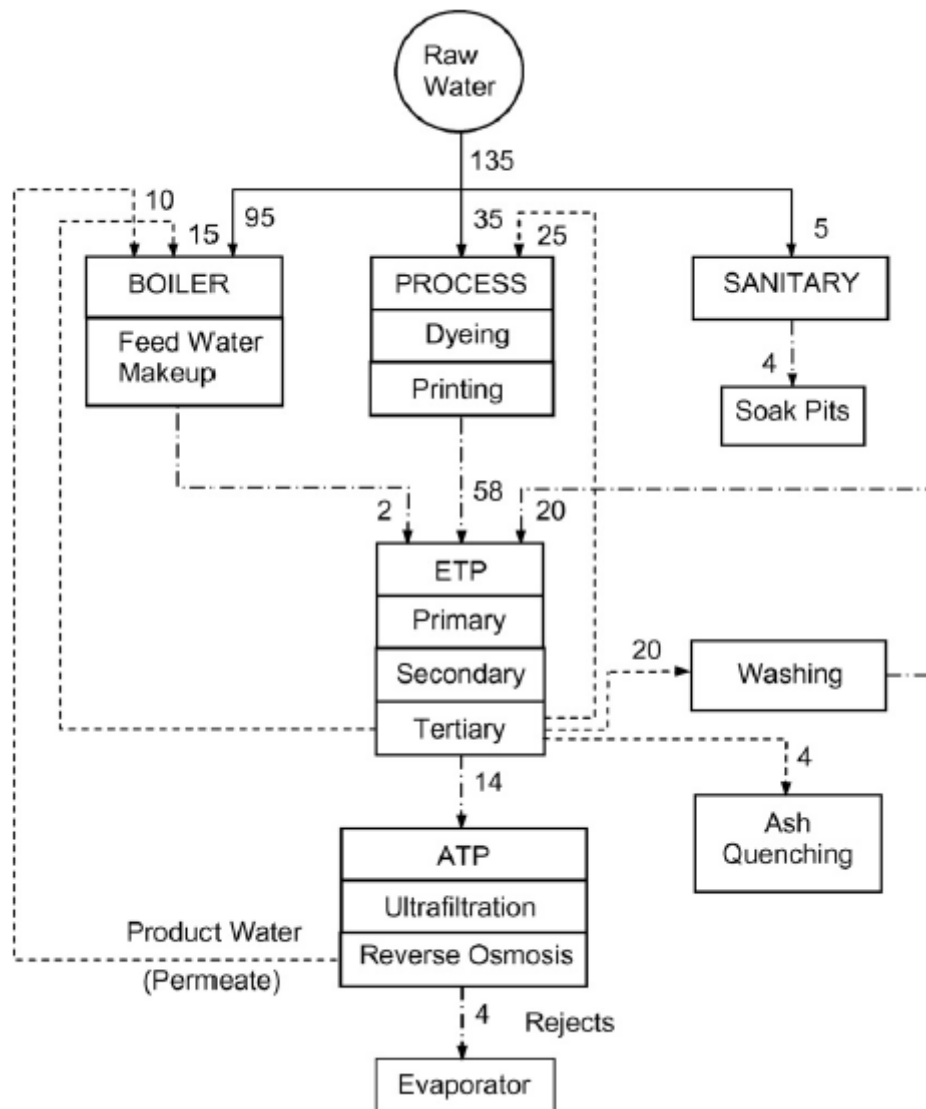 Raw
Water
135
10
15
95
35
25
5
BOILER
Feed Water
Makeup
PROCESS
Dyeing
Printing
SANITARY
4
Soak Pits
2
58
20
ETP
Primary
Secondary
Tertiary
20
Washing
4
Ash
Quenching
14
ATP
Ultrafiltration
Reverse Osmosis
Product Water
(Permeate)
4
Rejects
Evaporator